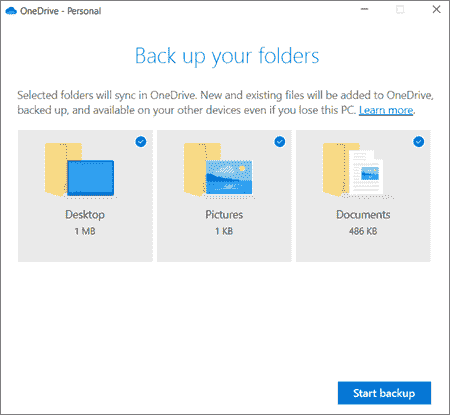 OneDrive - Personal
Back up your folders
Selected folders will sync in OneDrive. New and existing files will be added to OneDrive,
backed up, and available on your other devices even if you lose this PC. Learn more.
Desktop
1 MB
Pictures
1 KB
Documents
486 KB
Start backup